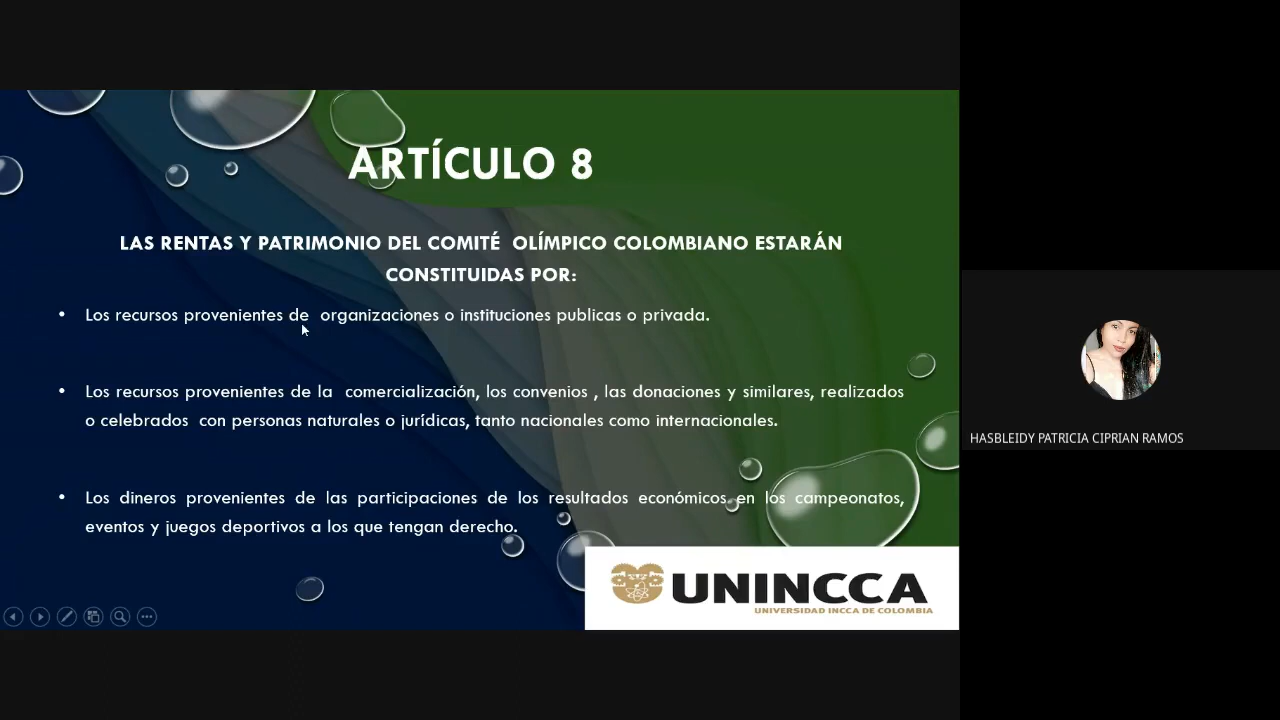 ARTÍCULO 8
LAS RENTAS Y PATRIMONIO DEL COMITÉ OLÍMPICO COLOMBIANO ESTARÁN
CONSTITUIDAS POR:
• Los recursos provenientes de organizaciones o instituciones publicas o privada.
• Los recursos provenientes de la comercialización, los convenios , las donaciones y similares, realizados
o celebrados con personas naturales o jurídicas, tanto nacionales como internacionales.
• Los dineros provenientes de las participaciones de los resultados económicos en los campeonatos,
eventos y juegos deportivos a los que tengan derecho.
UNINCCA
UNIVERSIDAD INCCA DE COLOMBIA
HASBLEIDY PATRICIA CIPRIAN RAMOS